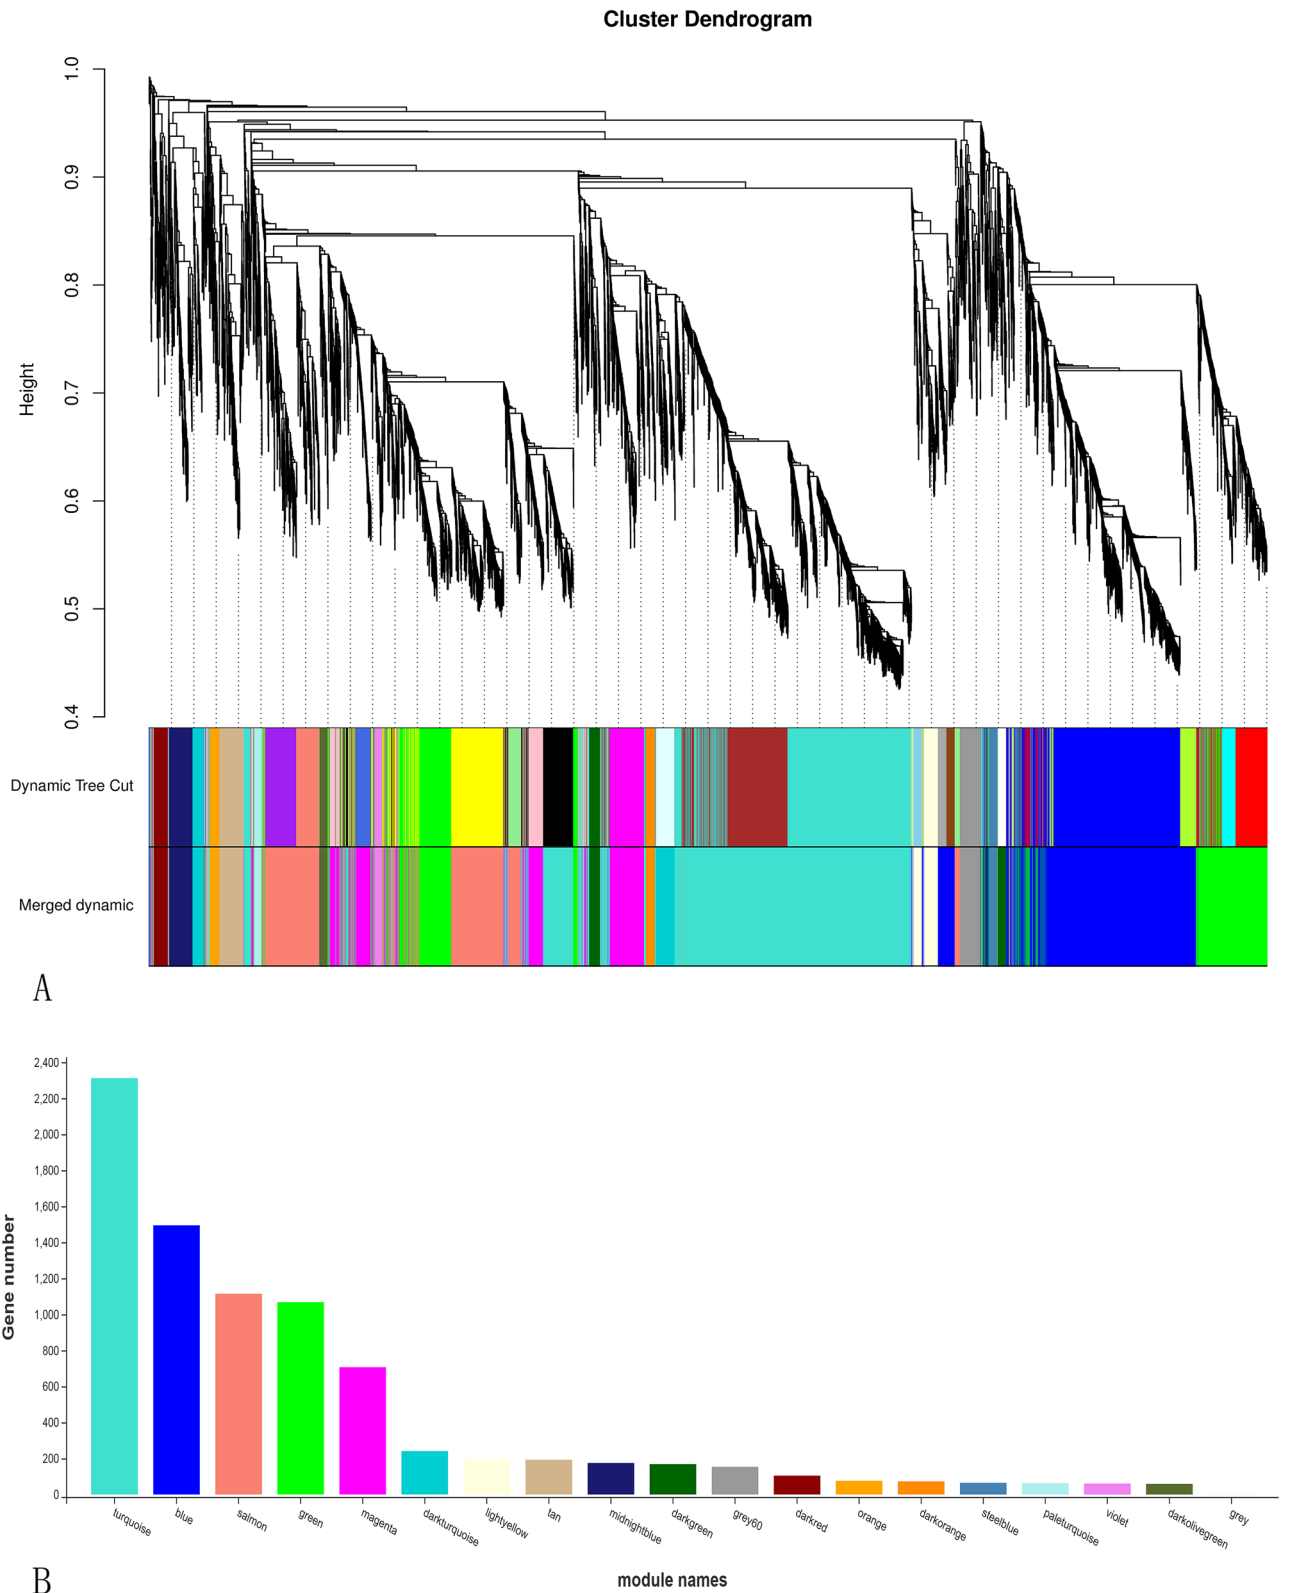 Cluster Dendrogram
1.0
0.9
0.8
0.7
0.6
0.5
0.4
Height
Dynamic Tree Cut
Merged dynamic
A
2,400
2,200
2,000
1,800
1,600
1,400
1,200
1,000
800
600
400
200
0
Gene number
turquoise
blue
salmon
green
magenta
darkturquoise
lightyellow
tan
midnightblue
darkgreen
grey60
darkred
orange
darkorange
steelblue
paleturquoise
violet
darkolivegreen
grey
module names
B